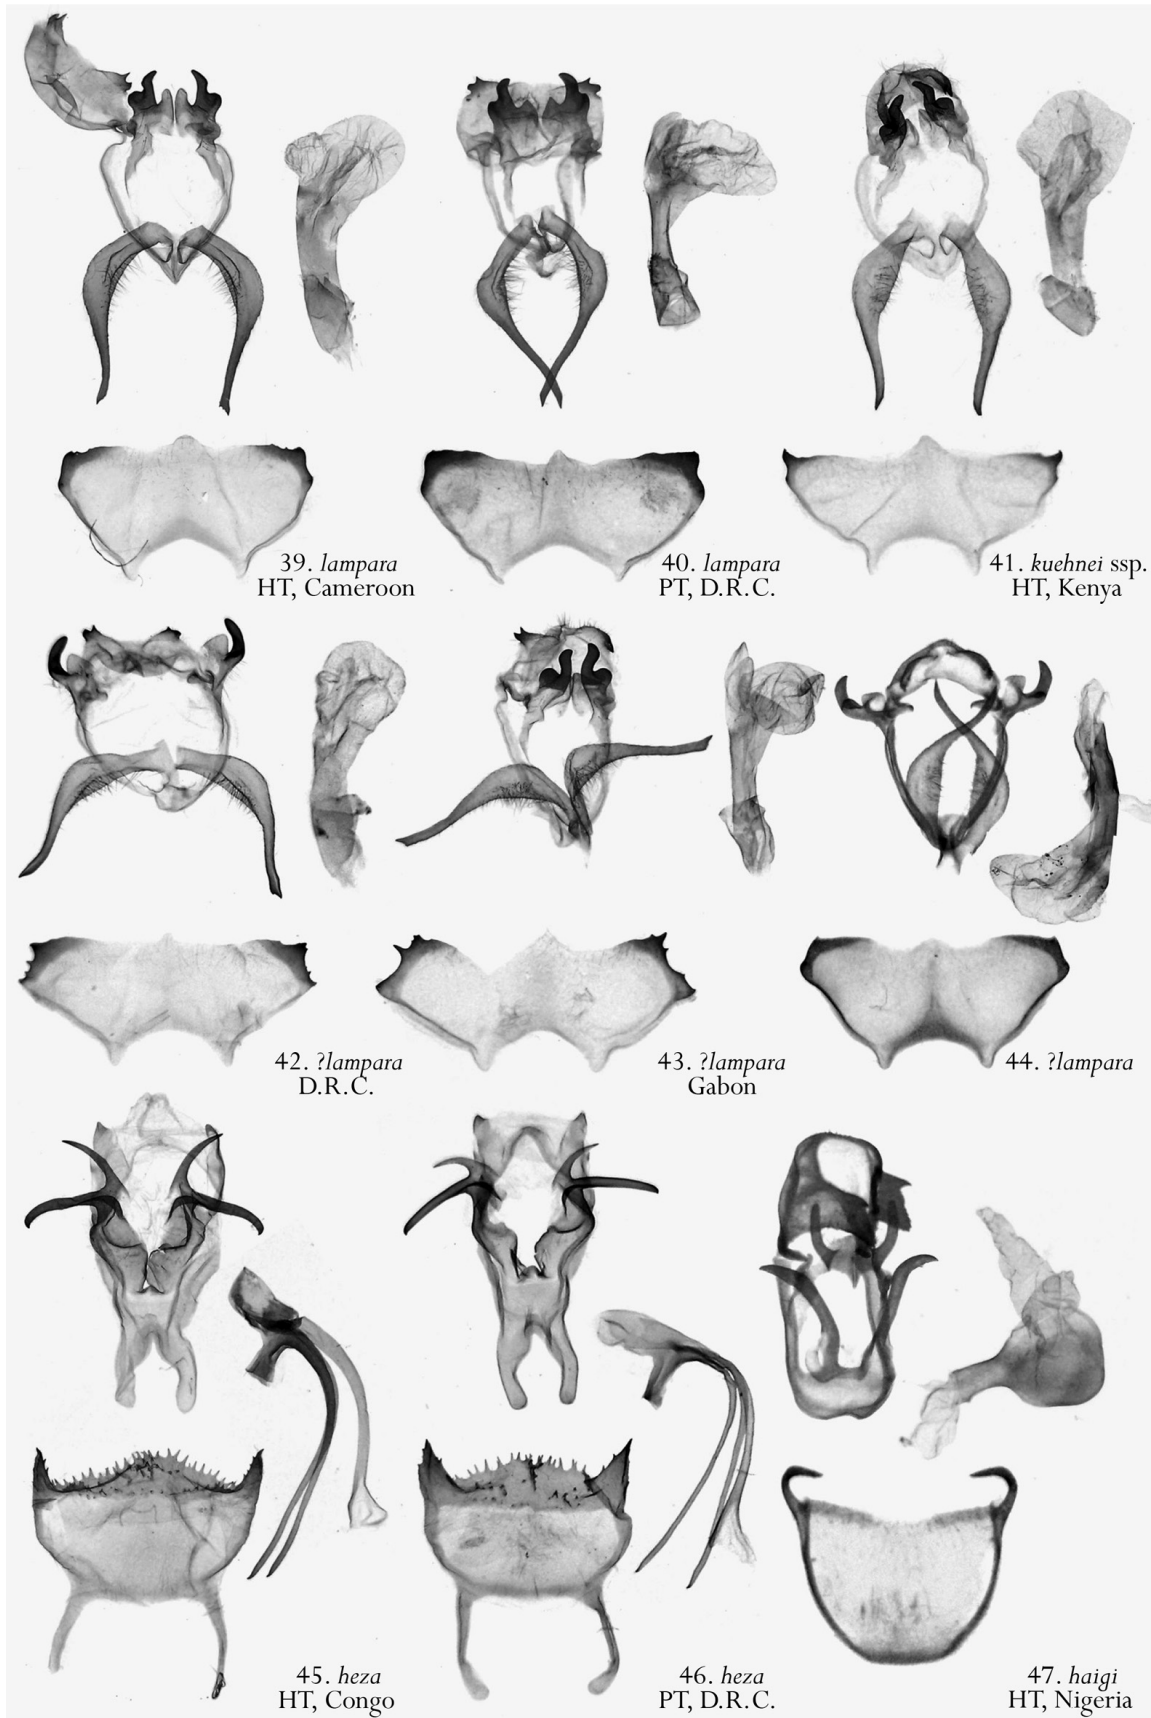 39. lampara
HT, Cameroon
40. lampara
PT, D.R.C.
41. kuehnei ssp.
HT, Kenya
42. ?lampara
D.R.C.
43. ?lampara
Gabon
44. ?lampara
45. heza
HT, Congo
46. heza
PT, D.R.C.
47. haigi
HT, Nigeria